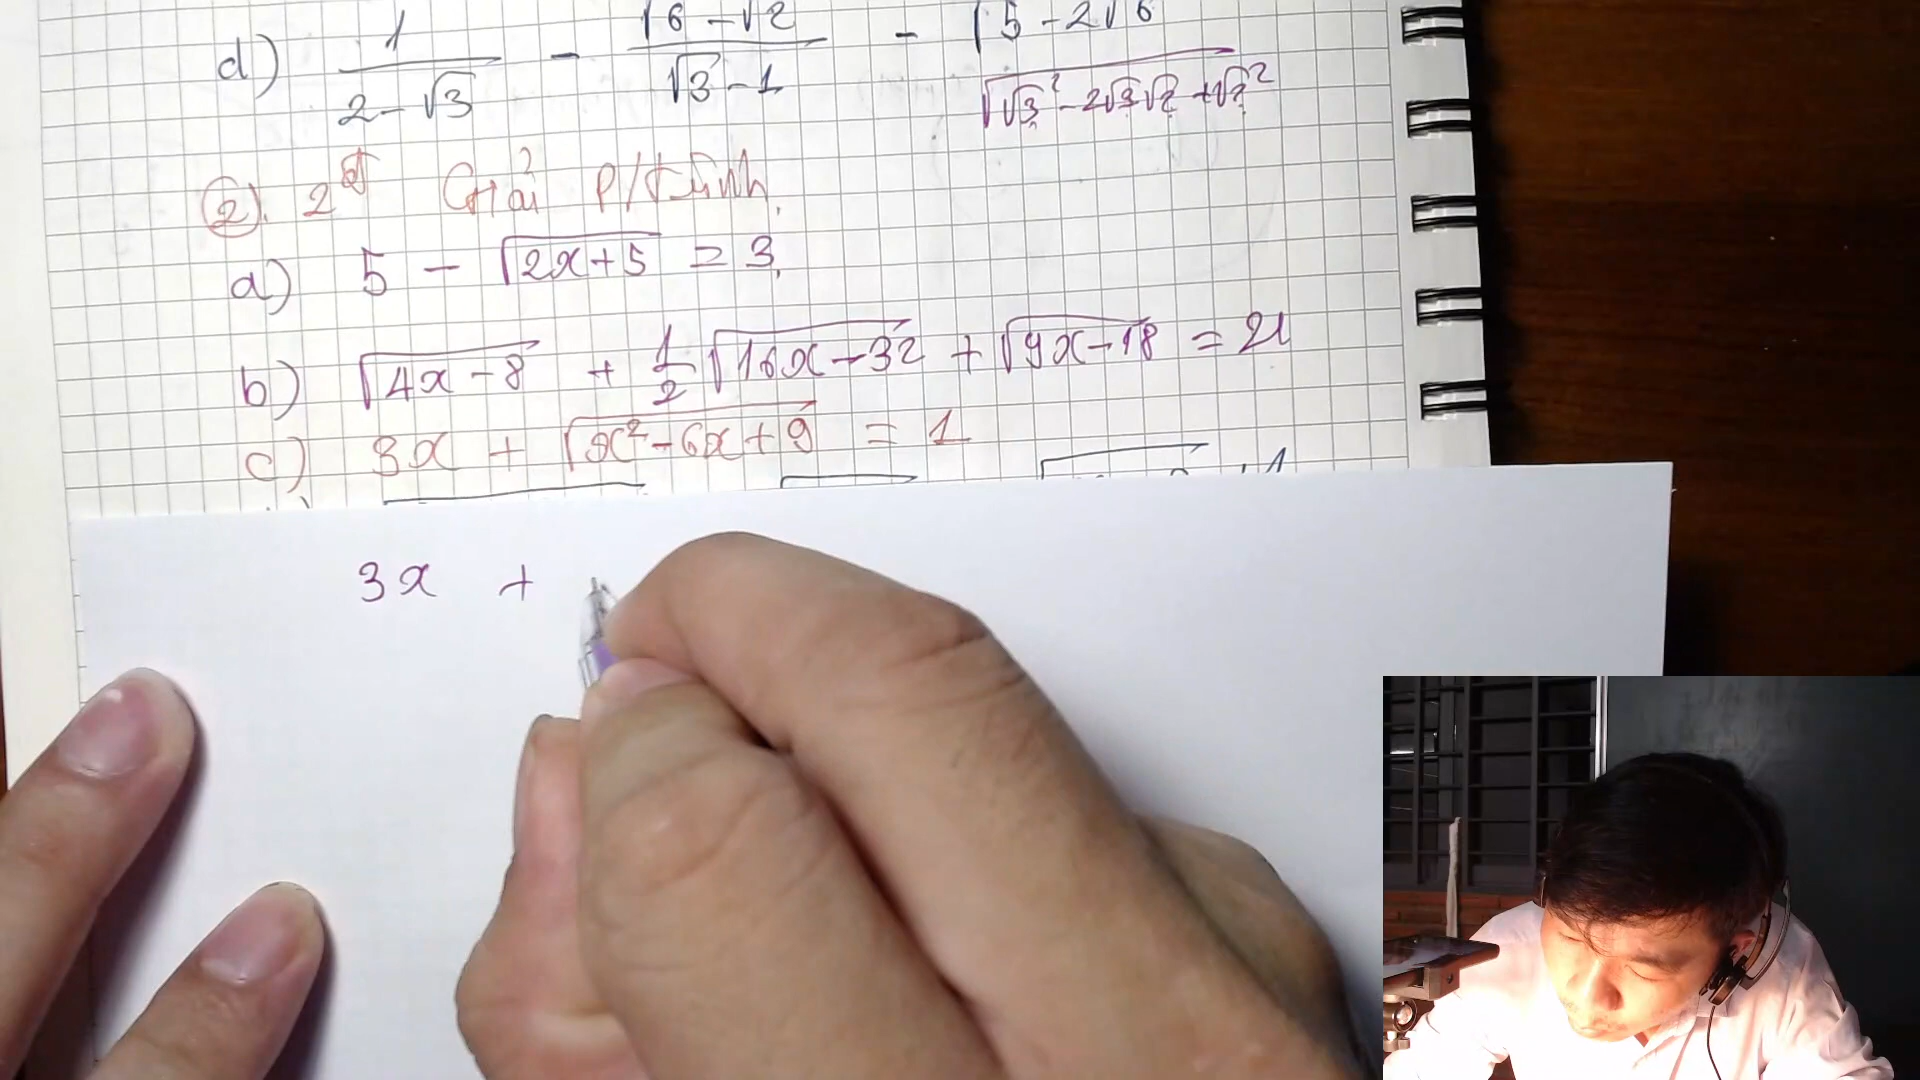 d) 1/(2-√3) - (√6-√2)/(√3-1) - √5-2√6
√(√3² - 2√3√2 + √2²)
②. 2đ Giải p/trình.
a) 5 - √(2x+5) = 3.
b) √(4x-8) + 1/2 √(16x-32) + √(9x-18) = 21
c) 3x + √(x²-6x+9) = 1
3x +